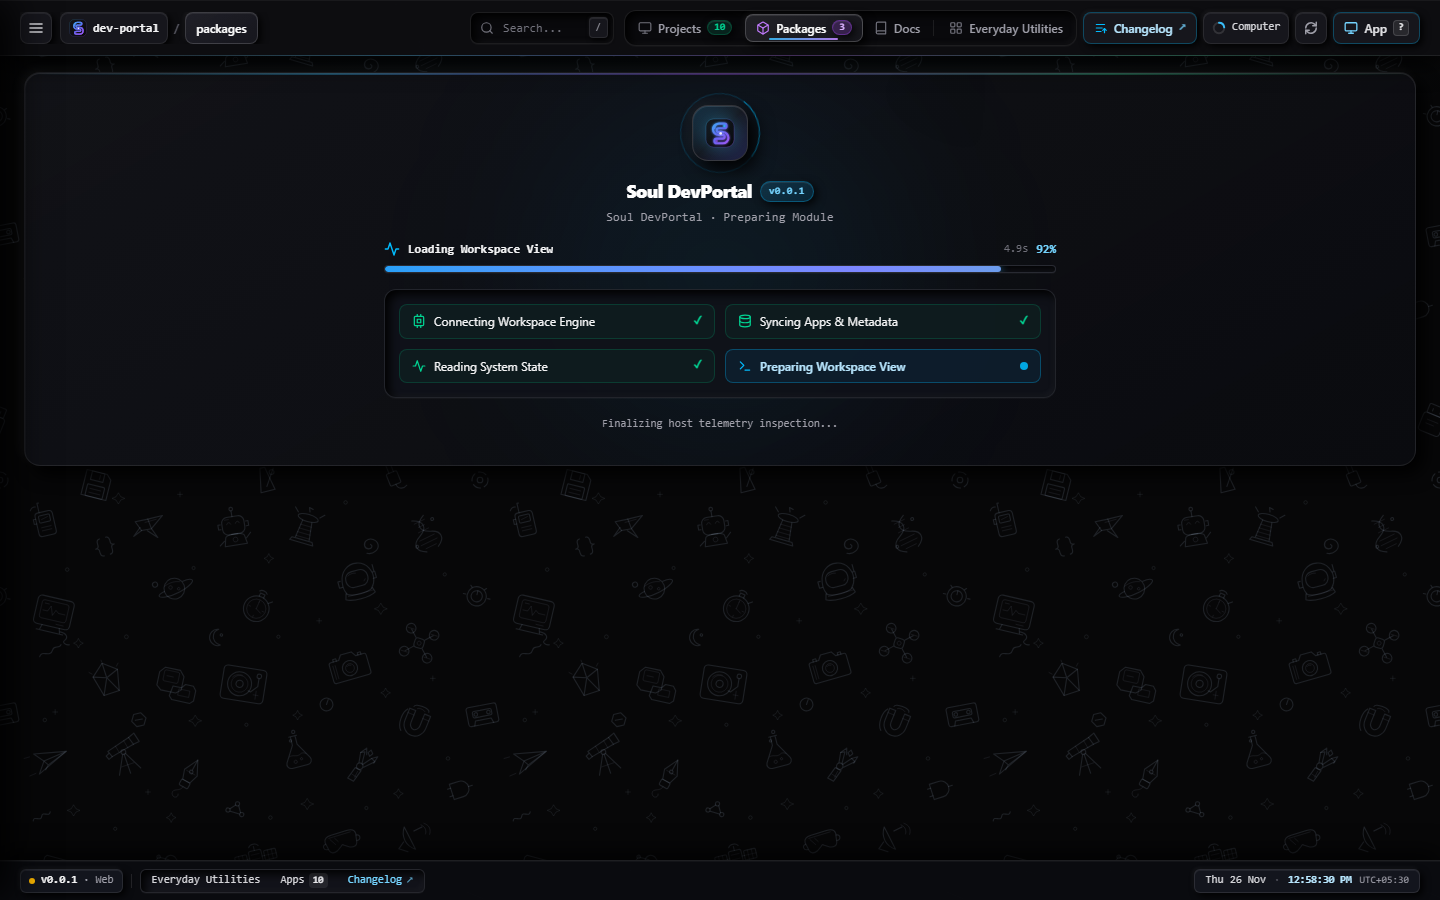 dev-portal / packages
Search... /
Projects 10
Packages 3
Docs
Everyday Utilities
Changelog ↗
Computer
App ?
Soul DevPortal v0.0.1
Soul DevPortal · Preparing Module
Loading Workspace View 4.9s 92%
Connecting Workspace Engine ✓
Syncing Apps & Metadata ✓
Reading System State ✓
Preparing Workspace View
Finalizing host telemetry inspection...
v0.0.1 · Web
Everyday Utilities Apps 10 Changelog ↗
Thu 26 Nov · 12:58:30 PM UTC+05:30